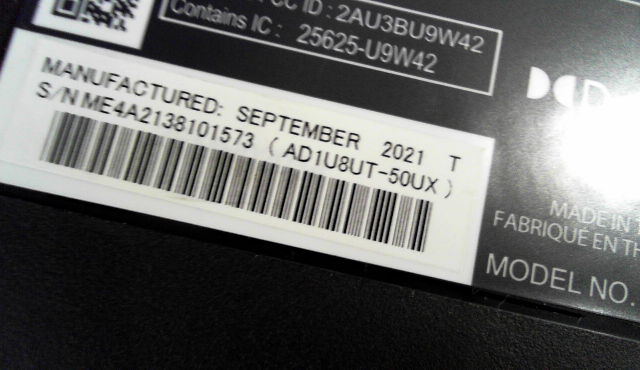 CC ID : 2AU3BU9W42
Contains IC : 25625-U9W42
MANUFACTURED: SEPTEMBER 2021 T
S/N ME4A2138101573 ( AD1U8UT-50UX )
MADE IN
FABRIQUÉ EN TH
MODEL NO.